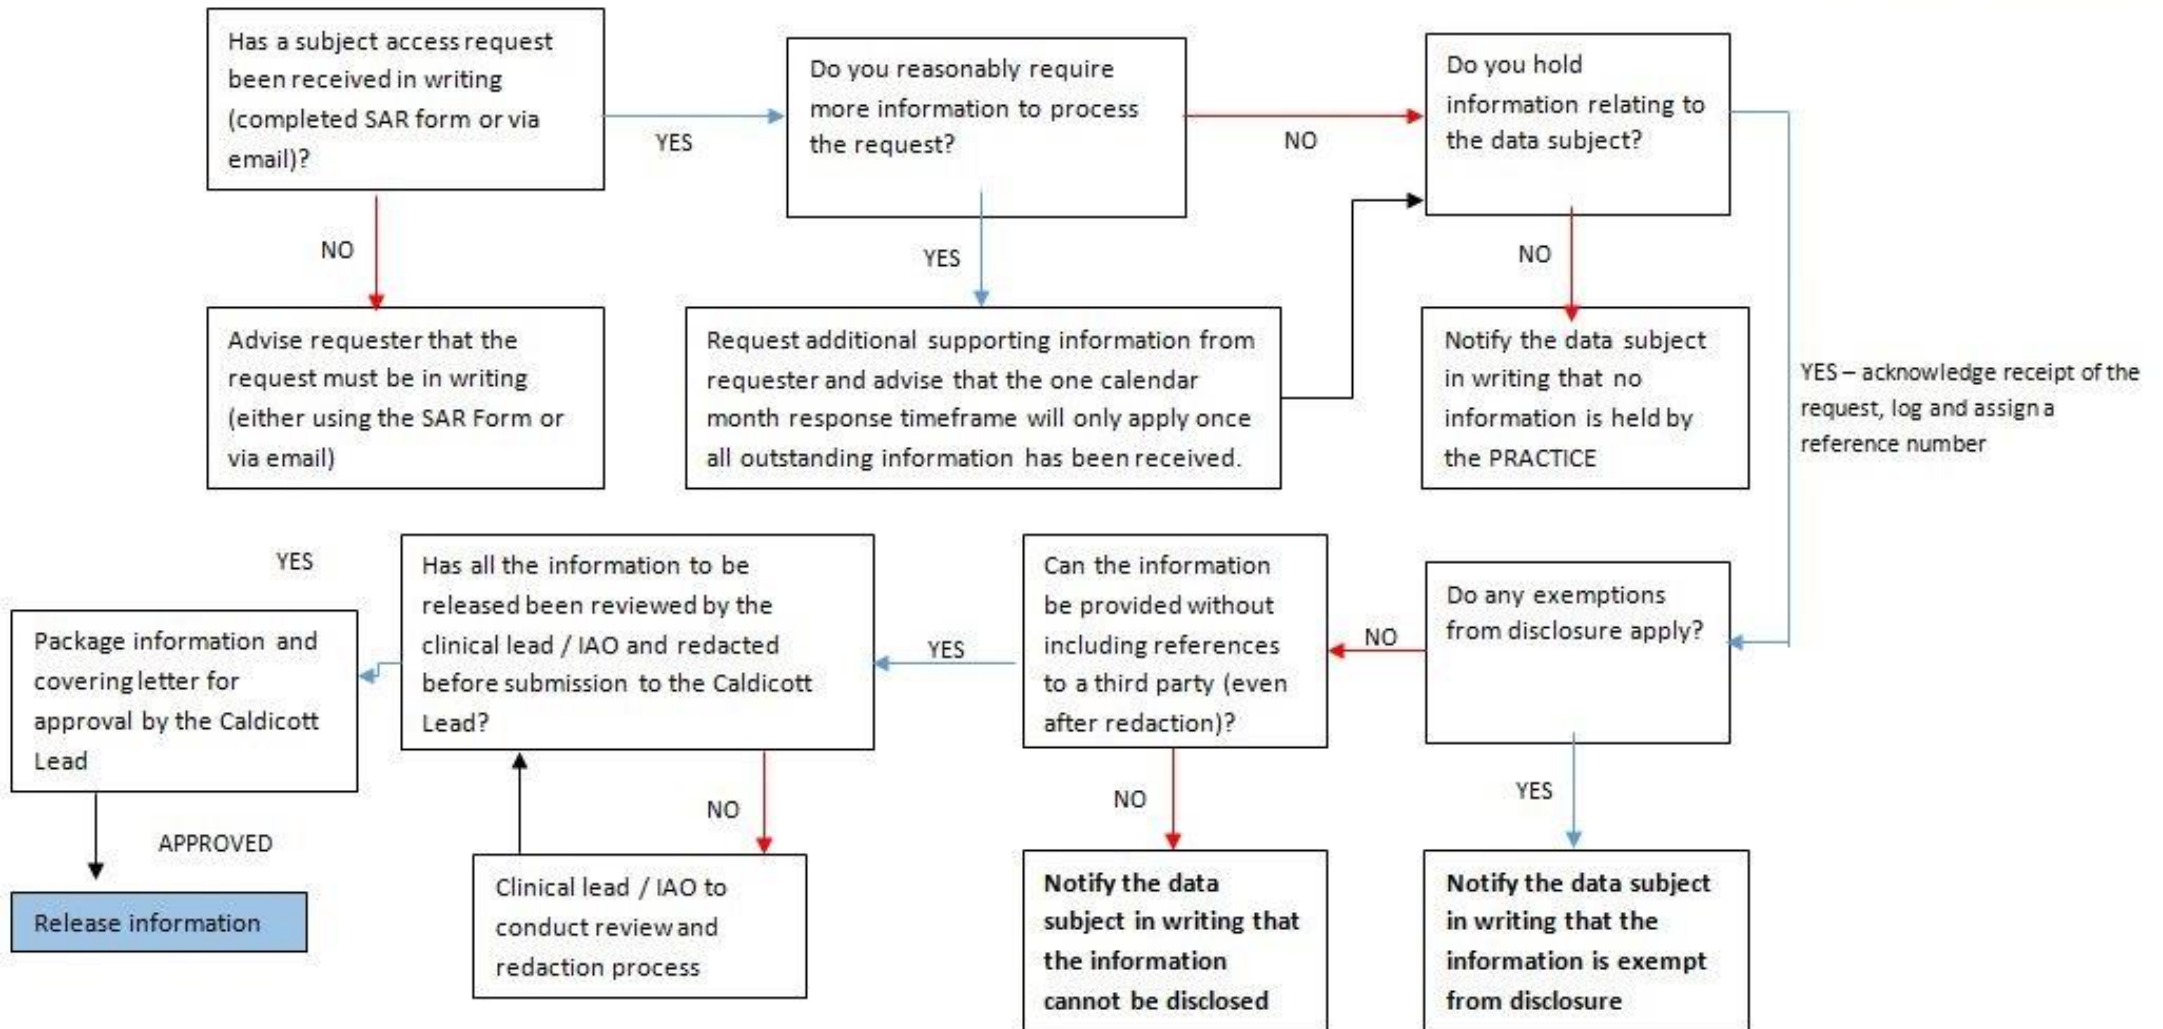 Has a subject access request
been received in writing
(completed SAR form or via
email)?
YES
Do you reasonably require
more information to process
the request?
NO
Do you hold
information relating to
the data subject?
NO
YES
NO
Advise requester that the
request must be in writing
(either using the SAR Form or
via email)
Request additional supporting information from
requester and advise that the one calendar
month response timeframe will only apply once
all outstanding information has been received.
Notify the data subject
in writing that no
information is held by
the PRACTICE
YES – acknowledge receipt of the
request, log and assign a
reference number
Do any exemptions
from disclosure apply?
NO
Can the information
be provided without
including references
to a third party (even
after redaction)?
YES
Has all the information to be
released been reviewed by the
clinical lead / IAO and redacted
before submission to the Caldicott
Lead?
YES
Package information and
covering letter for
approval by the Caldicott
Lead
APPROVED
Release information
NO
Clinical lead / IAO to
conduct review and
redaction process
NO
Notify the data
subject in writing that
the information
cannot be disclosed
YES
Notify the data subject
in writing that the
information is exempt
from disclosure